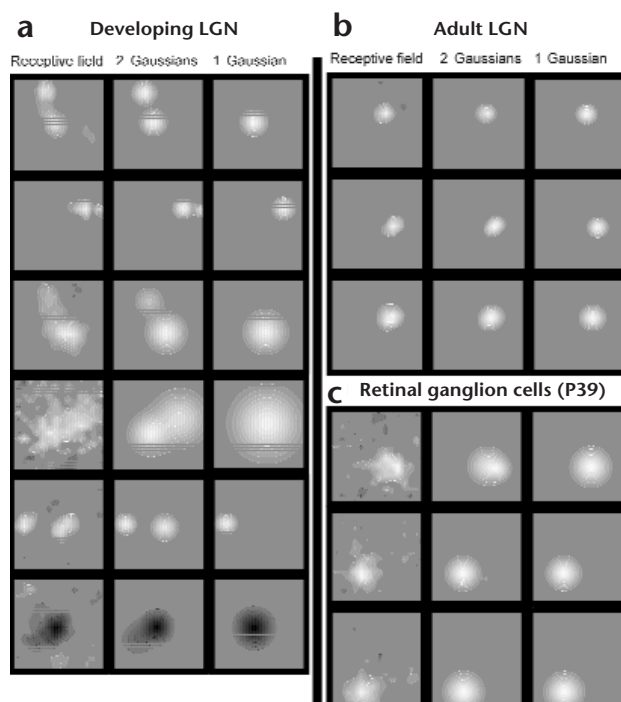 a Developing LGN
Receptive field 2 Gaussians 1 Gaussian
b Adult LGN
Receptive field 2 Gaussians 1 Gaussian
c Retinal ganglion cells (P39)